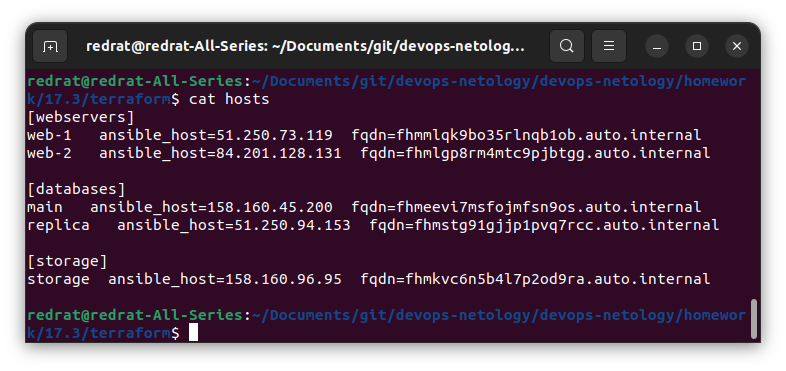 redrat@redrat-All-Series: ~/Documents/git/devops-netolog...
redrat@redrat-All-Series:~/Documents/git/devops-netology/devops-netology/homewor
k/17.3/terraform$ cat hosts
[webservers]
web-1   ansible_host=51.250.73.119  fqdn=fhmmlqk9bo35rlnqb1ob.auto.internal
web-2   ansible_host=84.201.128.131  fqdn=fhmlgp8rm4mtc9pjbtgg.auto.internal
[databases]
main   ansible_host=158.160.45.200  fqdn=fhmeevi7msfojmfsn9os.auto.internal
replica   ansible_host=51.250.94.153  fqdn=fhmstg91gjjp1pvq7rcc.auto.internal
[storage]
storage  ansible_host=158.160.96.95  fqdn=fhmkvc6n5b4l7p2od9ra.auto.internal
redrat@redrat-All-Series:~/Documents/git/devops-netology/devops-netology/homewor
k/17.3/terraform$